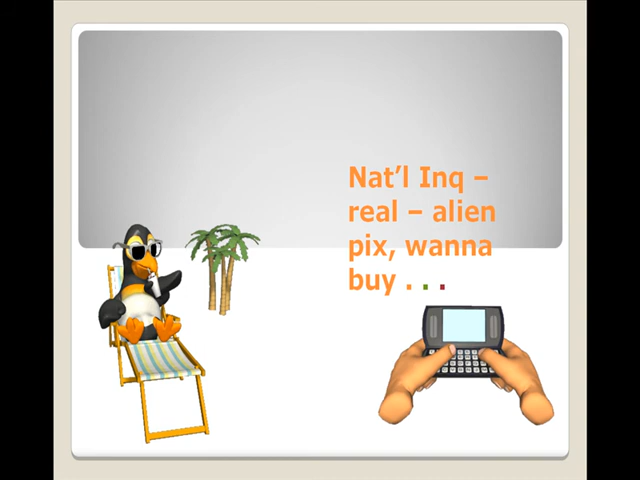 Nat’l Inq –
real – alien
pix, wanna
buy . . .